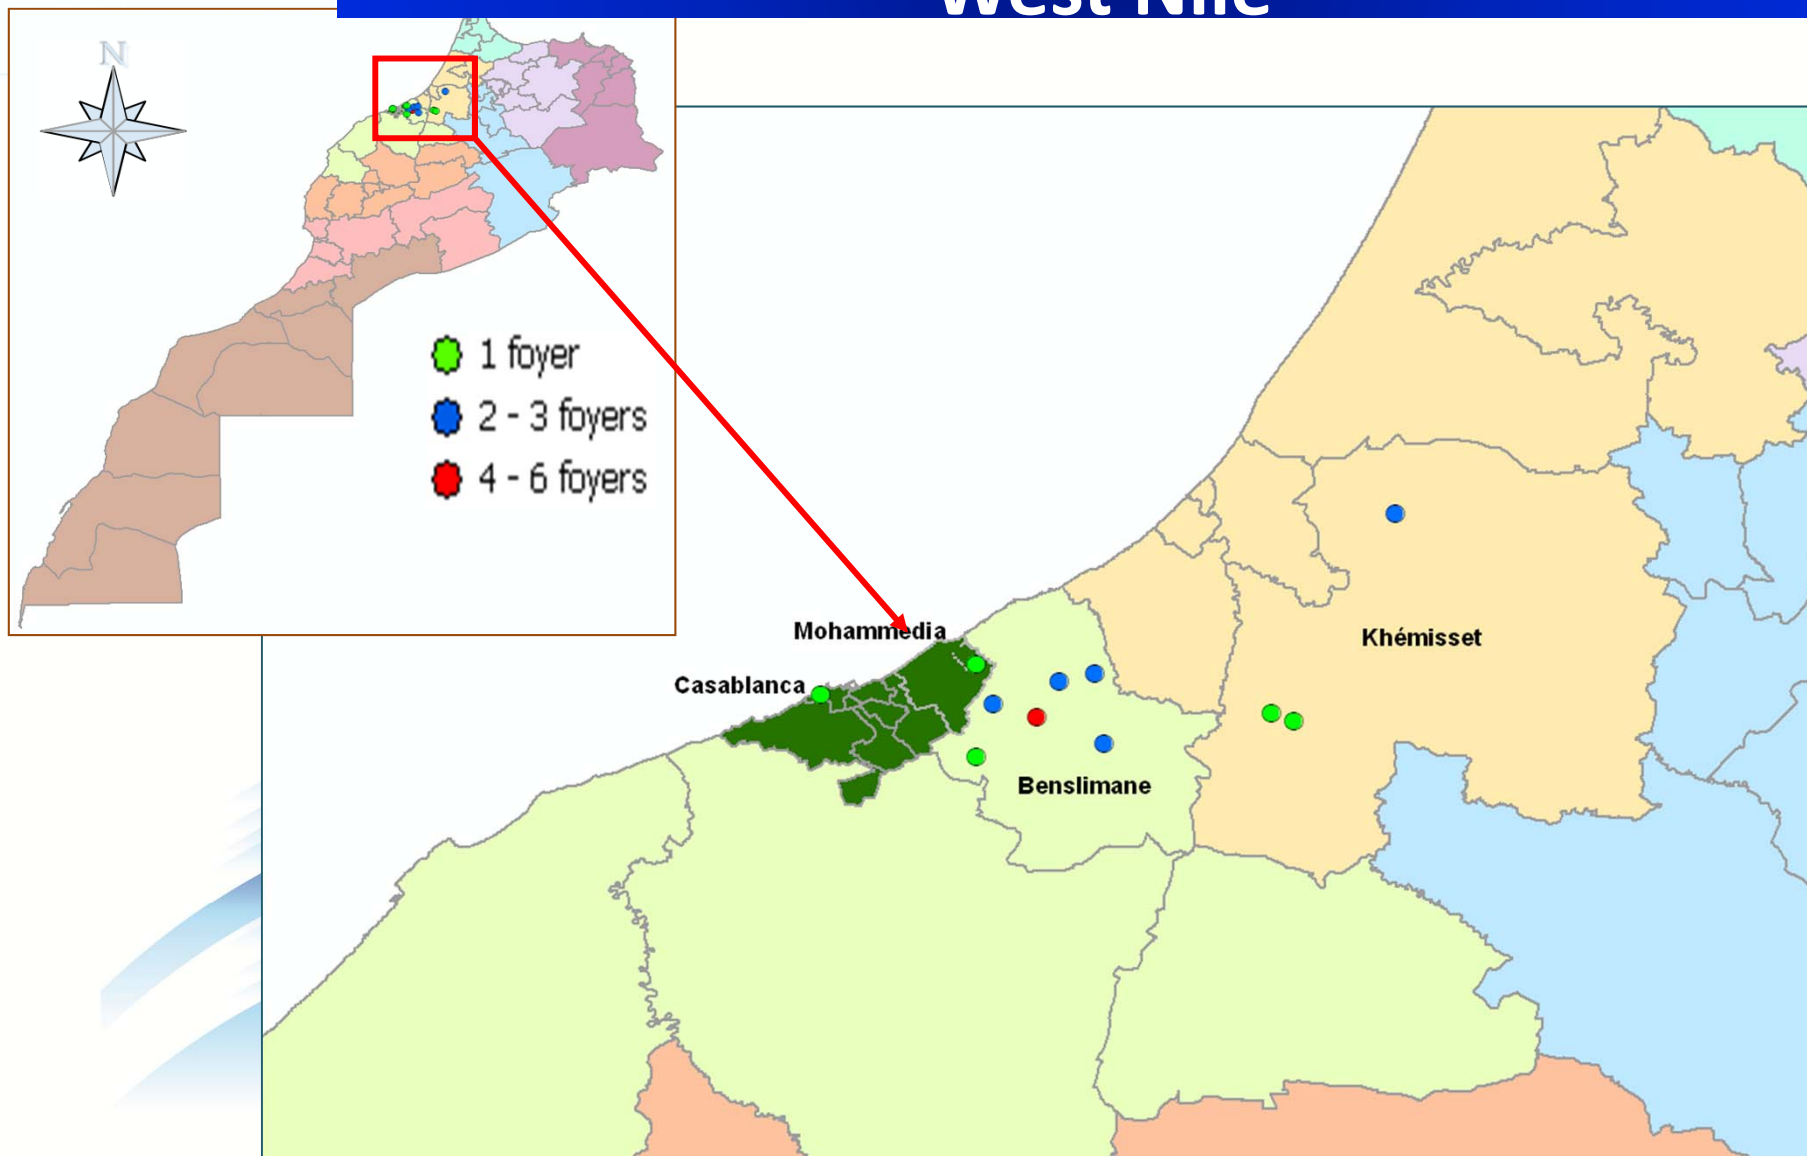 West Nile
N
1 foyer
2 - 3 foyers
4 - 6 foyers
Mohammedia
Khémisset
Casablanca
Benslimane